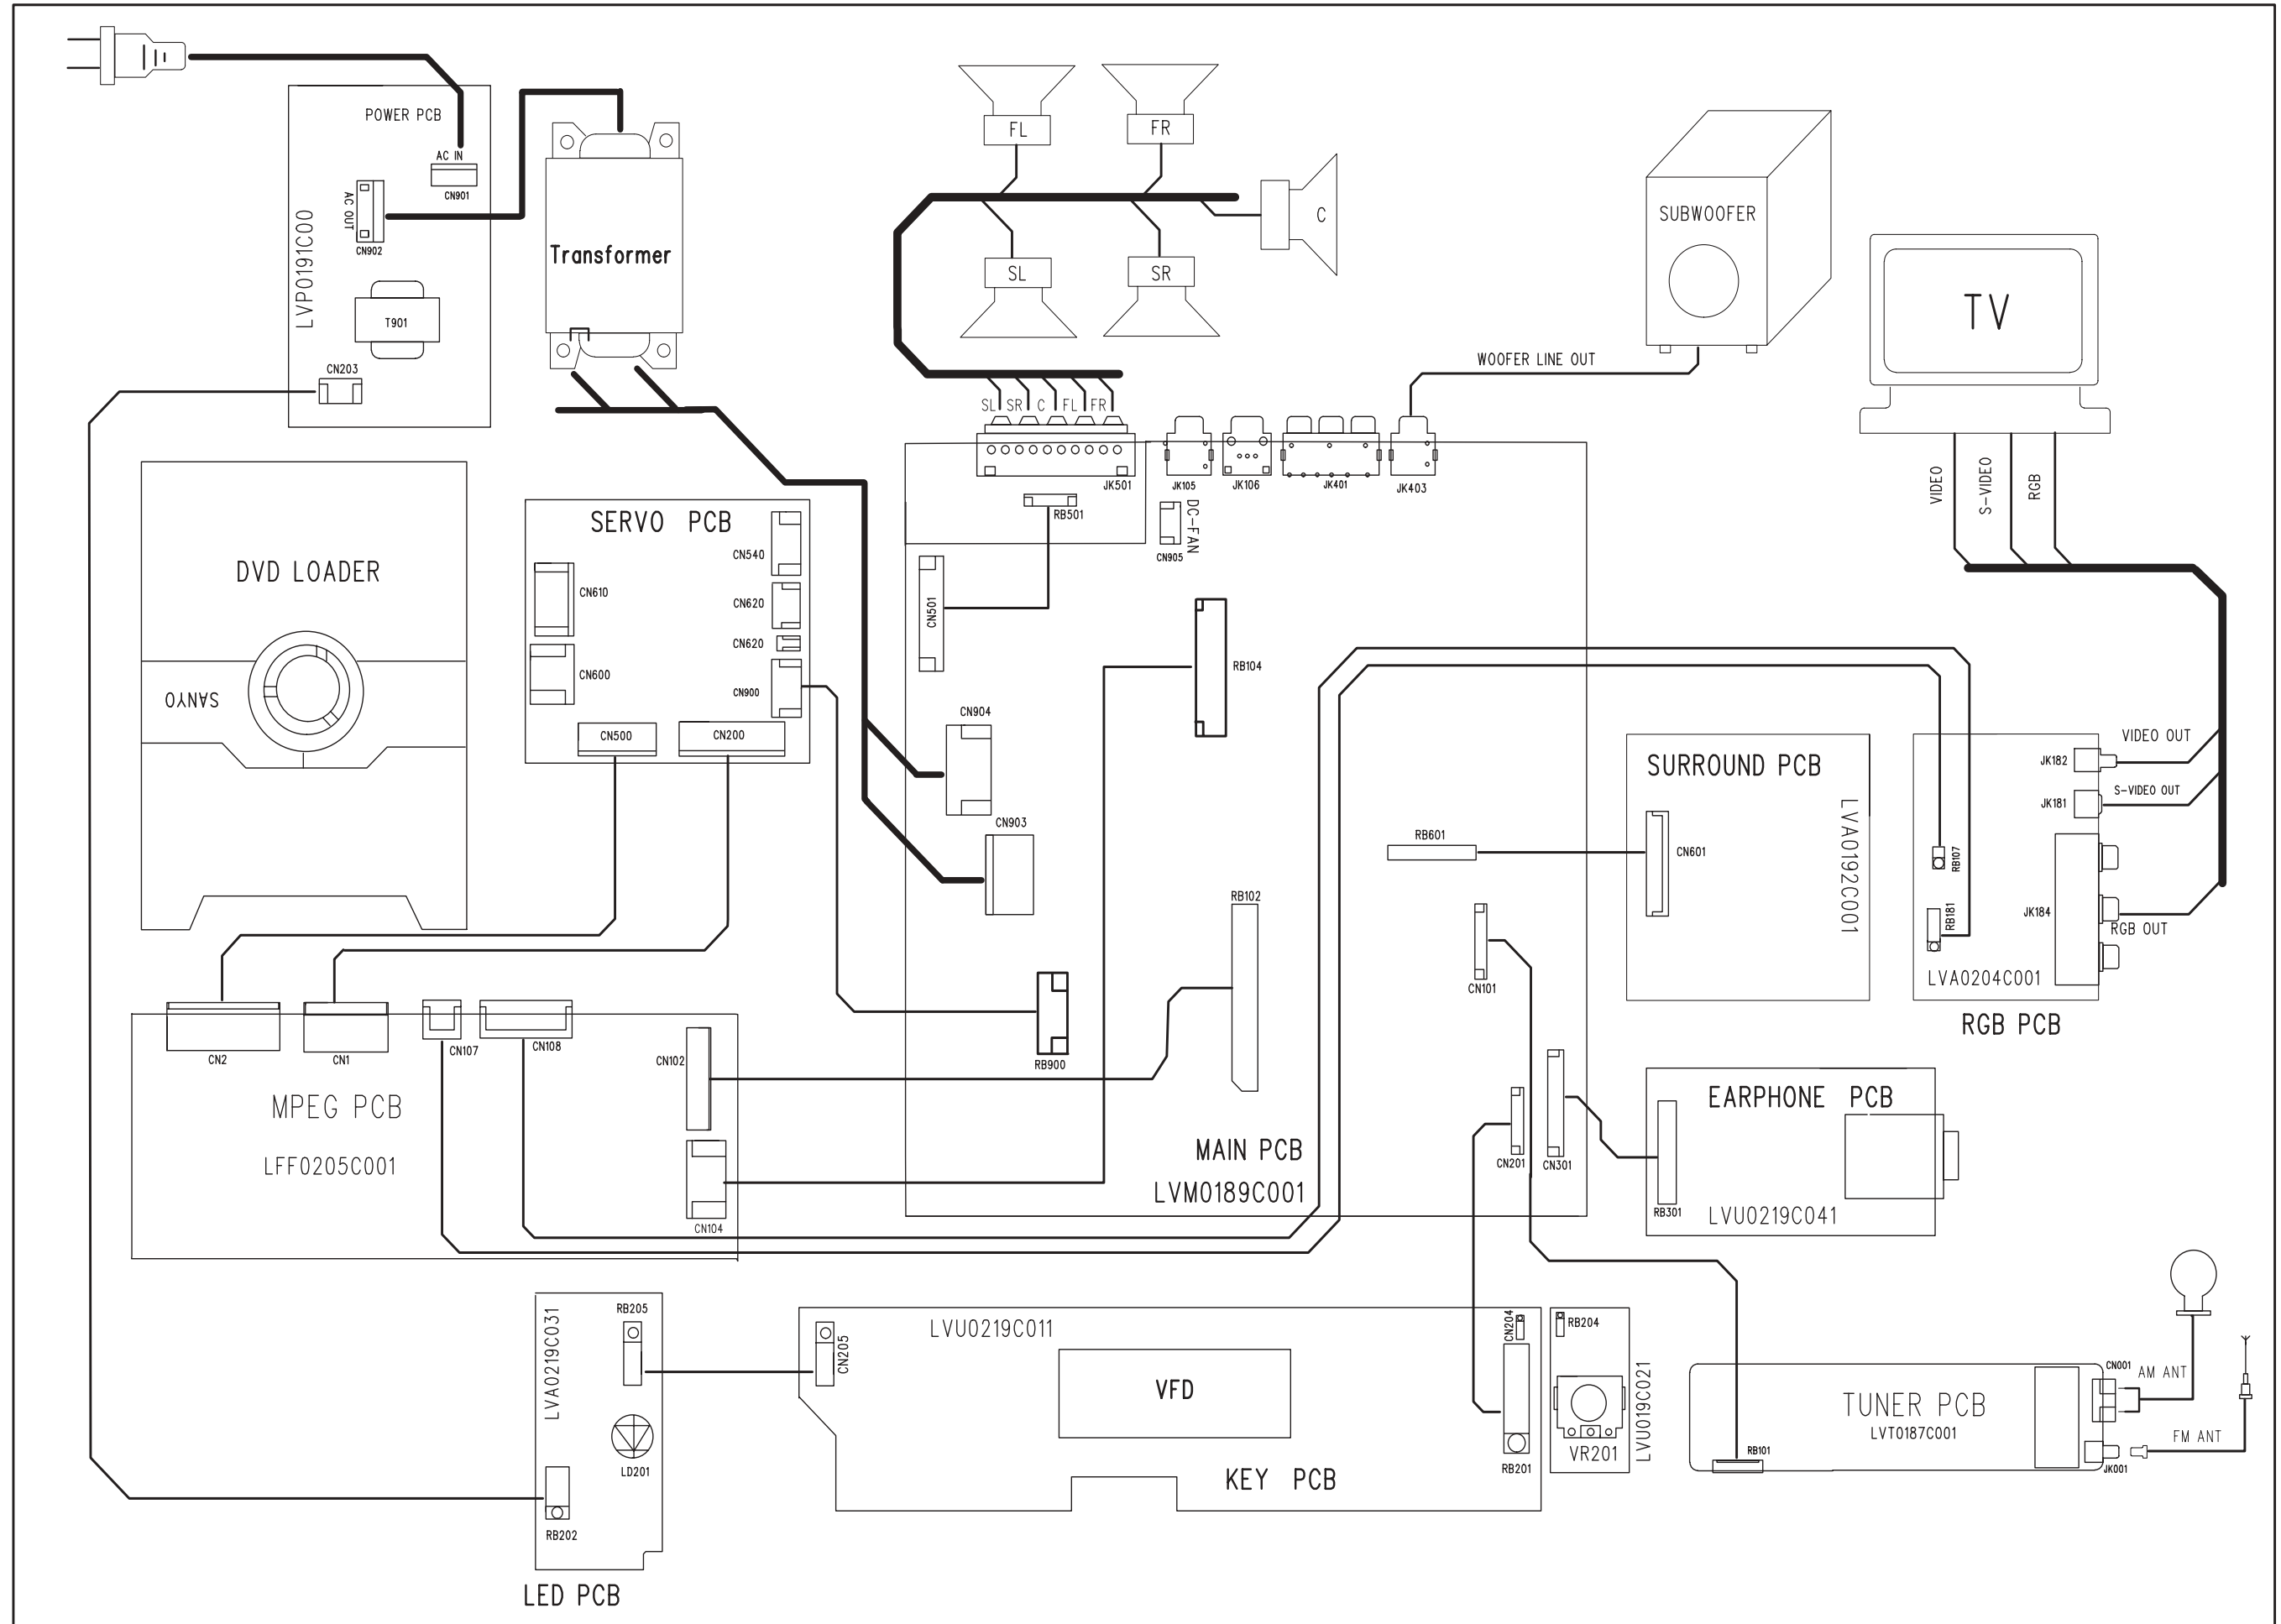 POWER PCB
AC IN
CN901
AC OUT
CN902
LVP0191C00
T901
CN203
Transformer
FL
FR
C
SL
SR
SUBWOOFER
TV
WOOFER LINE OUT
SL SR C FL FR
JK501
JK105
JK106
JK401
JK403
RB501
DC-FAN
CN905
VIDEO
S-VIDEO
RGB
DVD LOADER
SANYO
SERVO PCB
CN540
CN610
CN620
CN620
CN600
CN900
CN500
CN200
CN501
RB104
CN904
CN903
RB102
RB900
RB601
CN101
CN201
CN301
MAIN PCB
LVM0189C001
SURROUND PCB
CN601
LVA0192C001
VIDEO OUT
JK182
S-VIDEO OUT
JK181
RB107
RB181
JK184
RGB OUT
LVA0204C001
RGB PCB
CN2
CN1
CN107
CN108
CN102
CN104
MPEG PCB
LFF0205C001
EARPHONE PCB
RB301
LVU0219C041
LVA0219C031
RB205
LD201
RB202
LED PCB
LVU0219C011
CN205
VFD
KEY PCB
CN204
RB201
RB204
VR201
LVU019C021
TUNER PCB
LVT0187C001
RB101
CN001
AM ANT
FM ANT
JK001